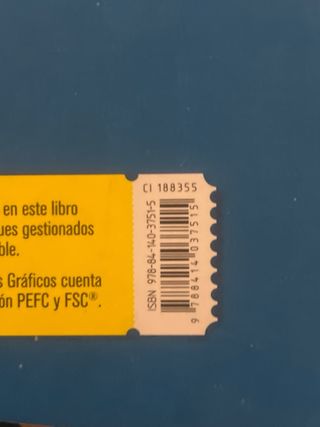 en este libro
ues gestionados
ble.
s Gráficos cuenta
ón PEFC y FSC®.
CI 188355
ISBN 978-84-140-3751-5
9 788414 037515